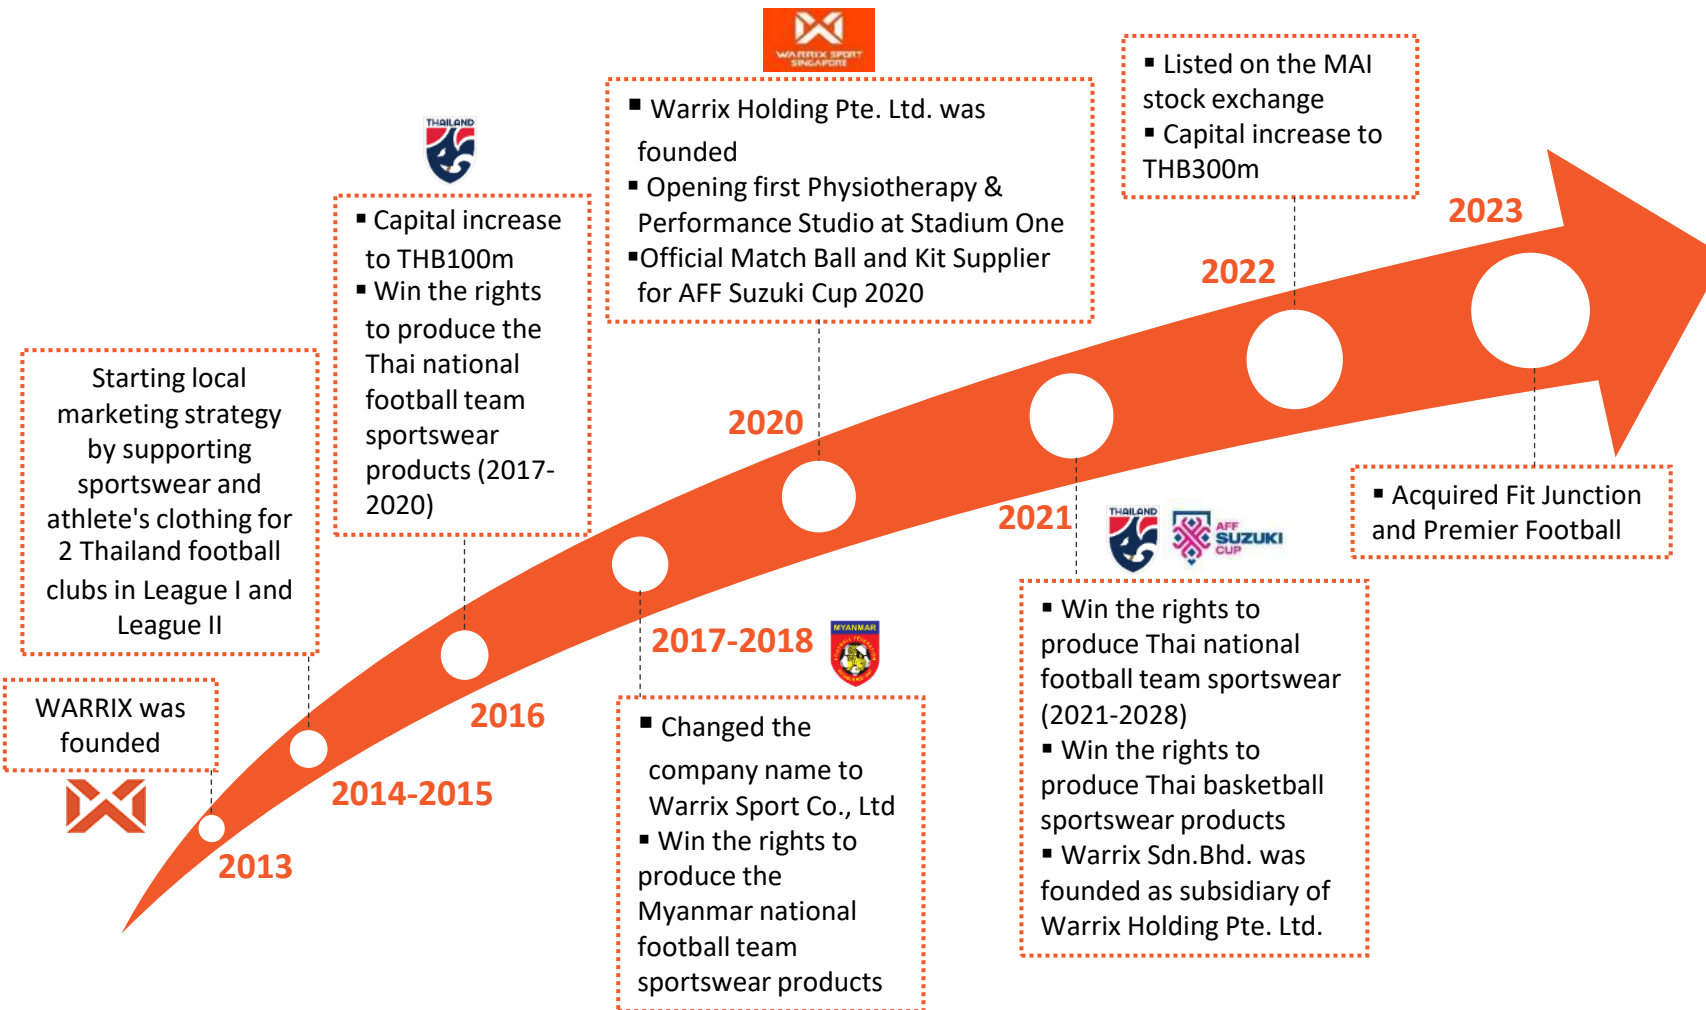 WARRIX was
founded
2013
Starting local
marketing strategy
by supporting
sportswear and
athlete's clothing for
2 Thailand football
clubs in League I and
League II
2014-2015
THAILAND
▪ Capital increase
to THB100m
▪ Win the rights
to produce the
Thai national
football team
sportswear
products (2017-
2020)
2016
2017-2018
MYANMAR
▪ Changed the
company name to
Warrix Sport Co., Ltd
▪ Win the rights to
produce the
Myanmar national
football team
sportswear products
WARRIX SPORT
SINGAPORE
▪ Warrix Holding Pte. Ltd. was
founded
▪ Opening first Physiotherapy &
Performance Studio at Stadium One
▪Official Match Ball and Kit Supplier
for AFF Suzuki Cup 2020
2020
2021
THAILAND
AFF
SUZUKI
CUP
▪ Win the rights to
produce Thai national
football team sportswear
(2021-2028)
▪ Win the rights to
produce Thai basketball
sportswear products
▪ Warrix Sdn.Bhd. was
founded as subsidiary of
Warrix Holding Pte. Ltd.
▪ Listed on the MAI
stock exchange
▪ Capital increase to
THB300m
2022
2023
▪ Acquired Fit Junction
and Premier Football